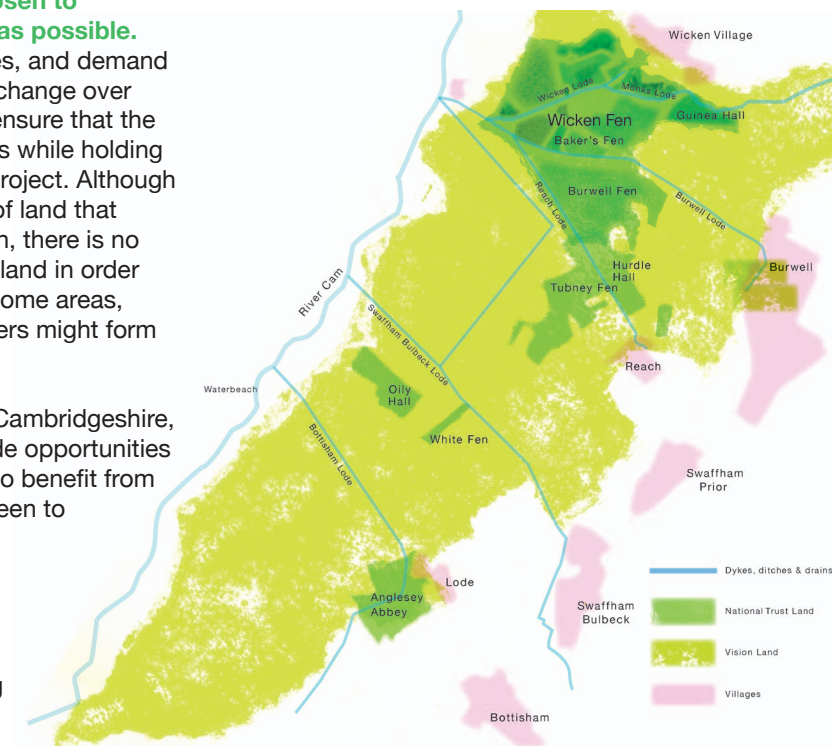 osen to
as possible.
es, and demand
change over
ensure that the
s while holding
roject. Although
of land that
n, there is no
land in order
ome areas,
ers might form
Cambridgeshire,
de opportunities
o benefit from
een to
g
Wicken Village
Wicken Lode
Monks Lode
Guinea Hall
Wicken Fen
Baker's Fen
Burwell Fen
Reach Lode
Burwell Lode
Burwell
Hurdle
Hall
Tubney Fen
River Cam
Swaffham Bulbeck Lode
Reach
Waterbeach
Oily
Hall
White Fen
Bottisham Lode
Swaffham
Prior
Lode
Anglesey
Abbey
Swaffham
Bulbeck
Bottisham
Dykes, ditches & drains
National Trust Land
Vision Land
Villages